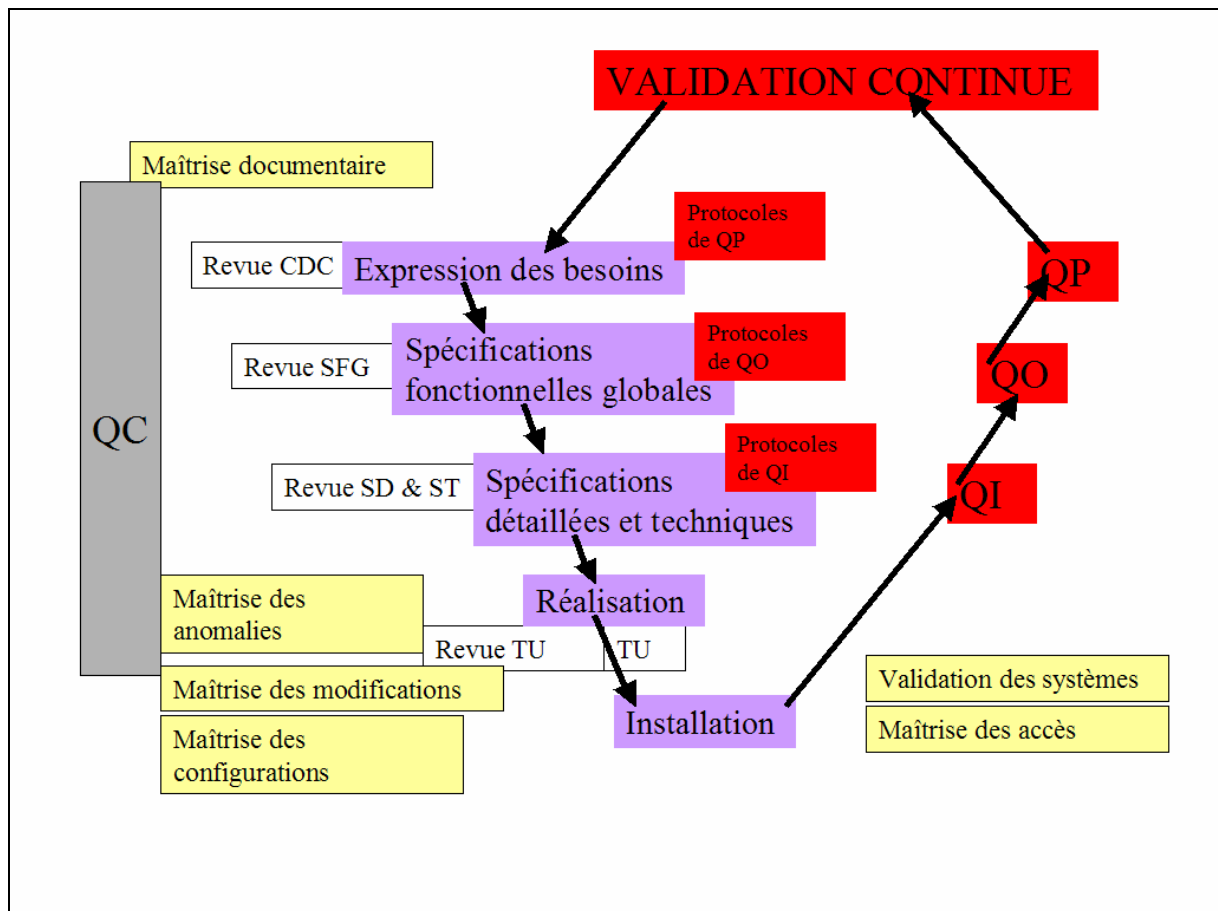 VALIDATION CONTINUE
Maîtrise documentaire
Protocoles
de QP
Revue CDC
Expression des besoins
QP
Spécifications
fonctionnelles globales
Protocoles
de QO
Revue SFG
QO
QC
Protocoles
de QI
Revue SD & ST
Spécifications
détaillées et techniques
QI
Maîtrise des
anomalies
Réalisation
Revue TU
TU
Maîtrise des modifications
Installation
Validation des systèmes
Maîtrise des accès
Maîtrise des
configurations